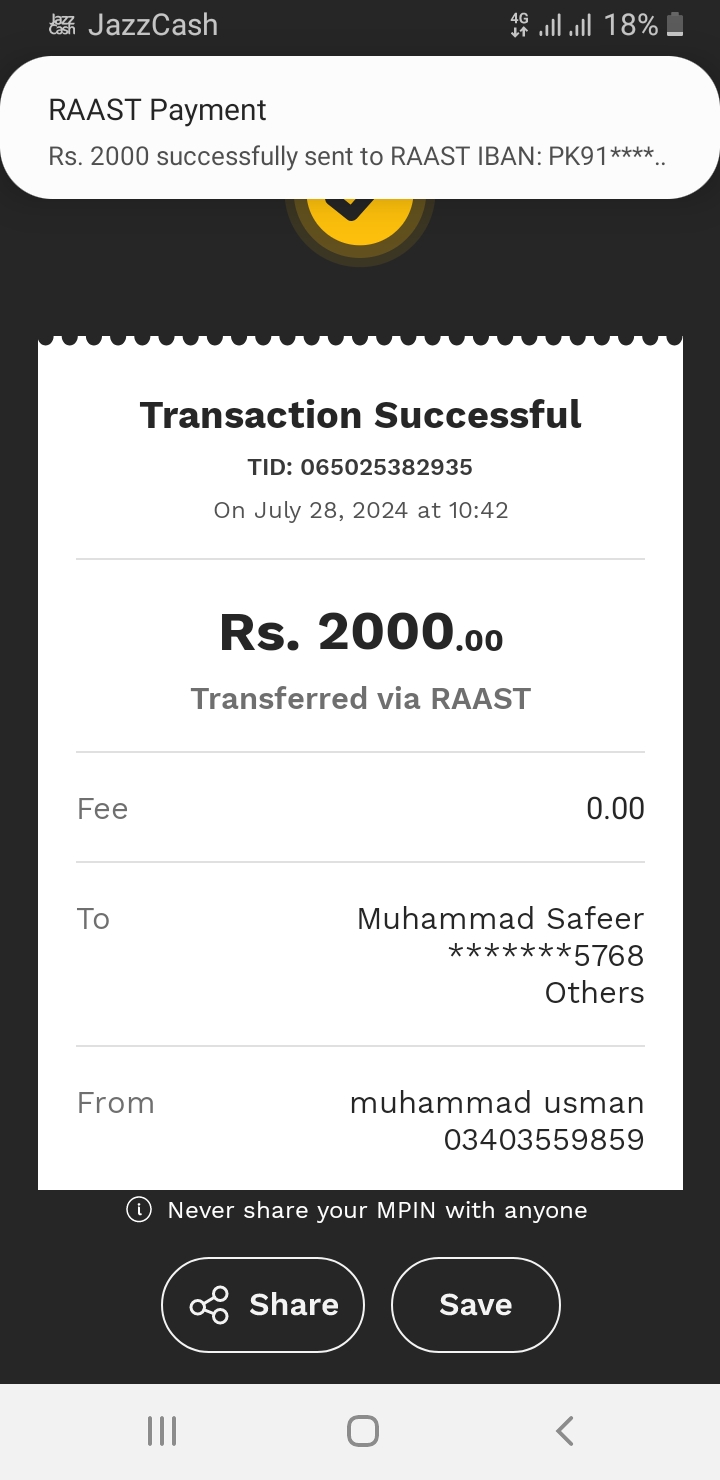 Jazz
Cash
JazzCash
4G
18%
RAAST Payment
Rs. 2000 successfully sent to RAAST IBAN: PK91****..
Transaction Successful
TID: 065025382935
On July 28, 2024 at 10:42
Rs. 2000.00
Transferred via RAAST
Fee 0.00
To Muhammad Safeer
*******5768
Others
From muhammad usman
03403559859
Never share your MPIN with anyone
Share Save